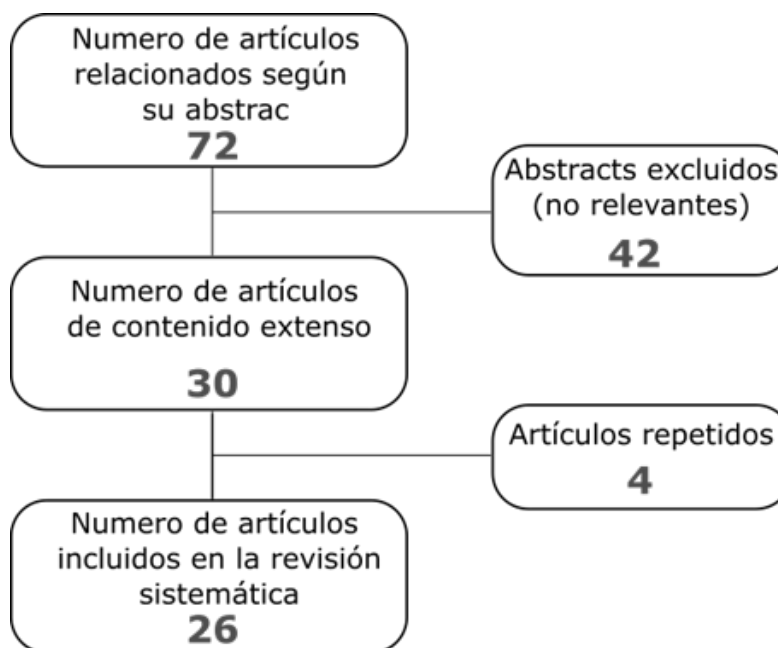 Numero de artículos
relacionados según
su abstrac
72
Abstracts excluidos
(no relevantes)
42
Numero de artículos
de contenido extenso
30
Artículos repetidos
4
Numero de artículos
incluidos en la revisión
sistemática
26